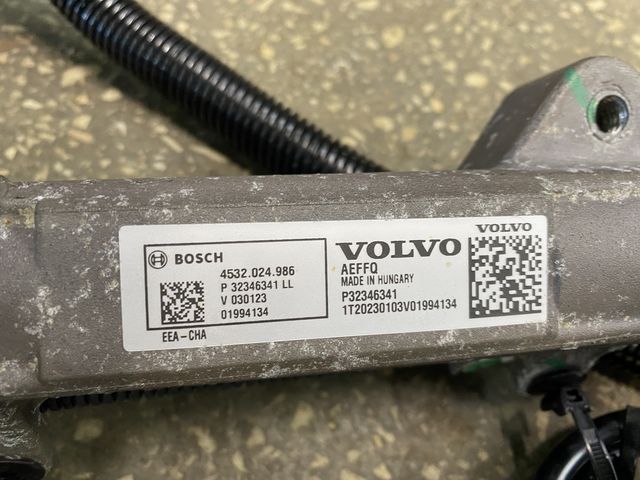 BOSCH
4532.024.986
P 32346341 LL
V 030123
01994134
EEA-CHA
VOLVO
AEFFQ
MADE IN HUNGARY
P32346341
1T20230103V01994134
VOLVO